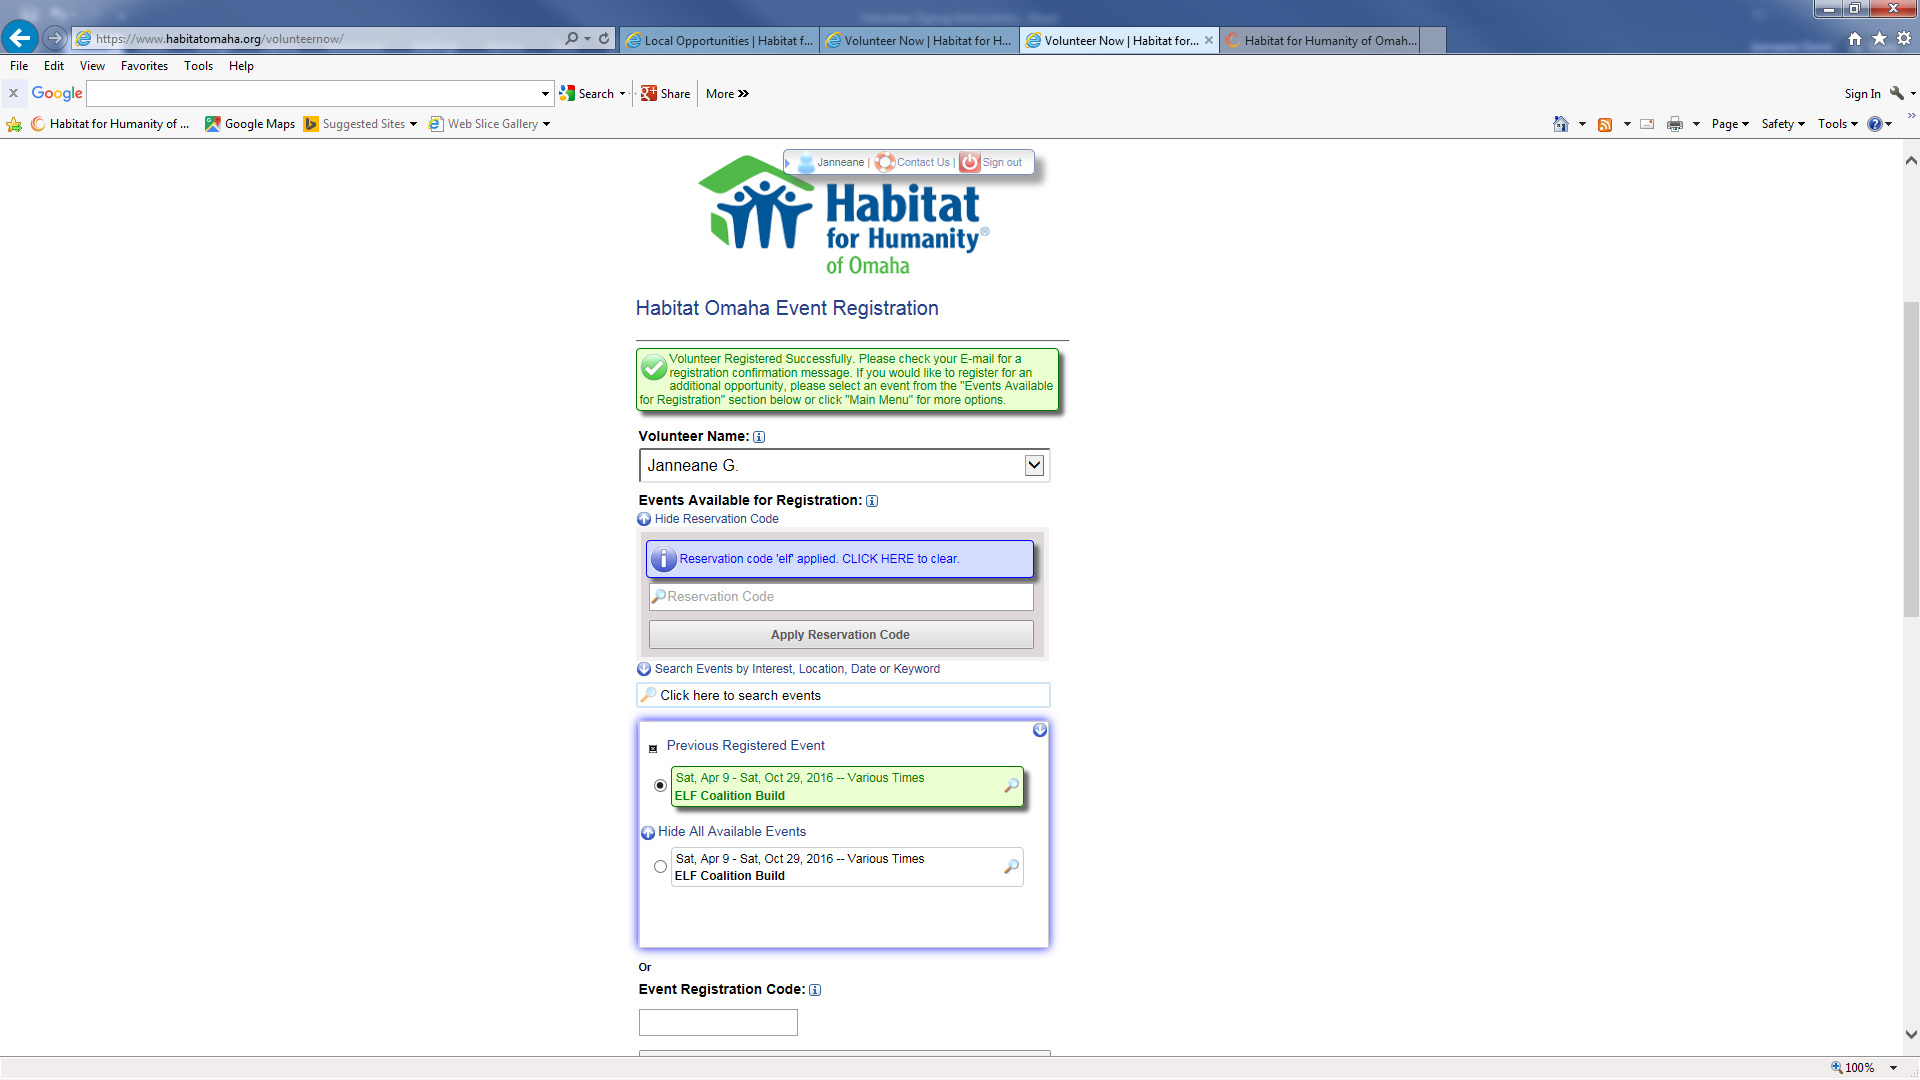 https://www.habitatomaha.org/volunteernow/
Local Opportunities | Habitat f...
Volunteer Now | Habitat for H...
Volunteer Now | Habitat for...
Habitat for Humanity of Omah...
File Edit View Favorites Tools Help
x Google Search Share More
Sign In
Habitat for Humanity of ... Google Maps Suggested Sites Web Slice Gallery
Page Safety Tools
Janneane | Contact Us | Sign out
Habitat
for Humanity®
of Omaha
Habitat Omaha Event Registration
Volunteer Registered Successfully. Please check your E-mail for a
registration confirmation message. If you would like to register for an
additional opportunity, please select an event from the "Events Available
for Registration" section below or click "Main Menu" for more options.
Volunteer Name:
Janneane G.
Events Available for Registration:
Hide Reservation Code
Reservation code 'elf' applied. CLICK HERE to clear.
Reservation Code
Apply Reservation Code
Search Events by Interest, Location, Date or Keyword
Click here to search events
Previous Registered Event
Sat, Apr 9 - Sat, Oct 29, 2016 -- Various Times
ELF Coalition Build
Hide All Available Events
Sat, Apr 9 - Sat, Oct 29, 2016 -- Various Times
ELF Coalition Build
Or
Event Registration Code:
100%